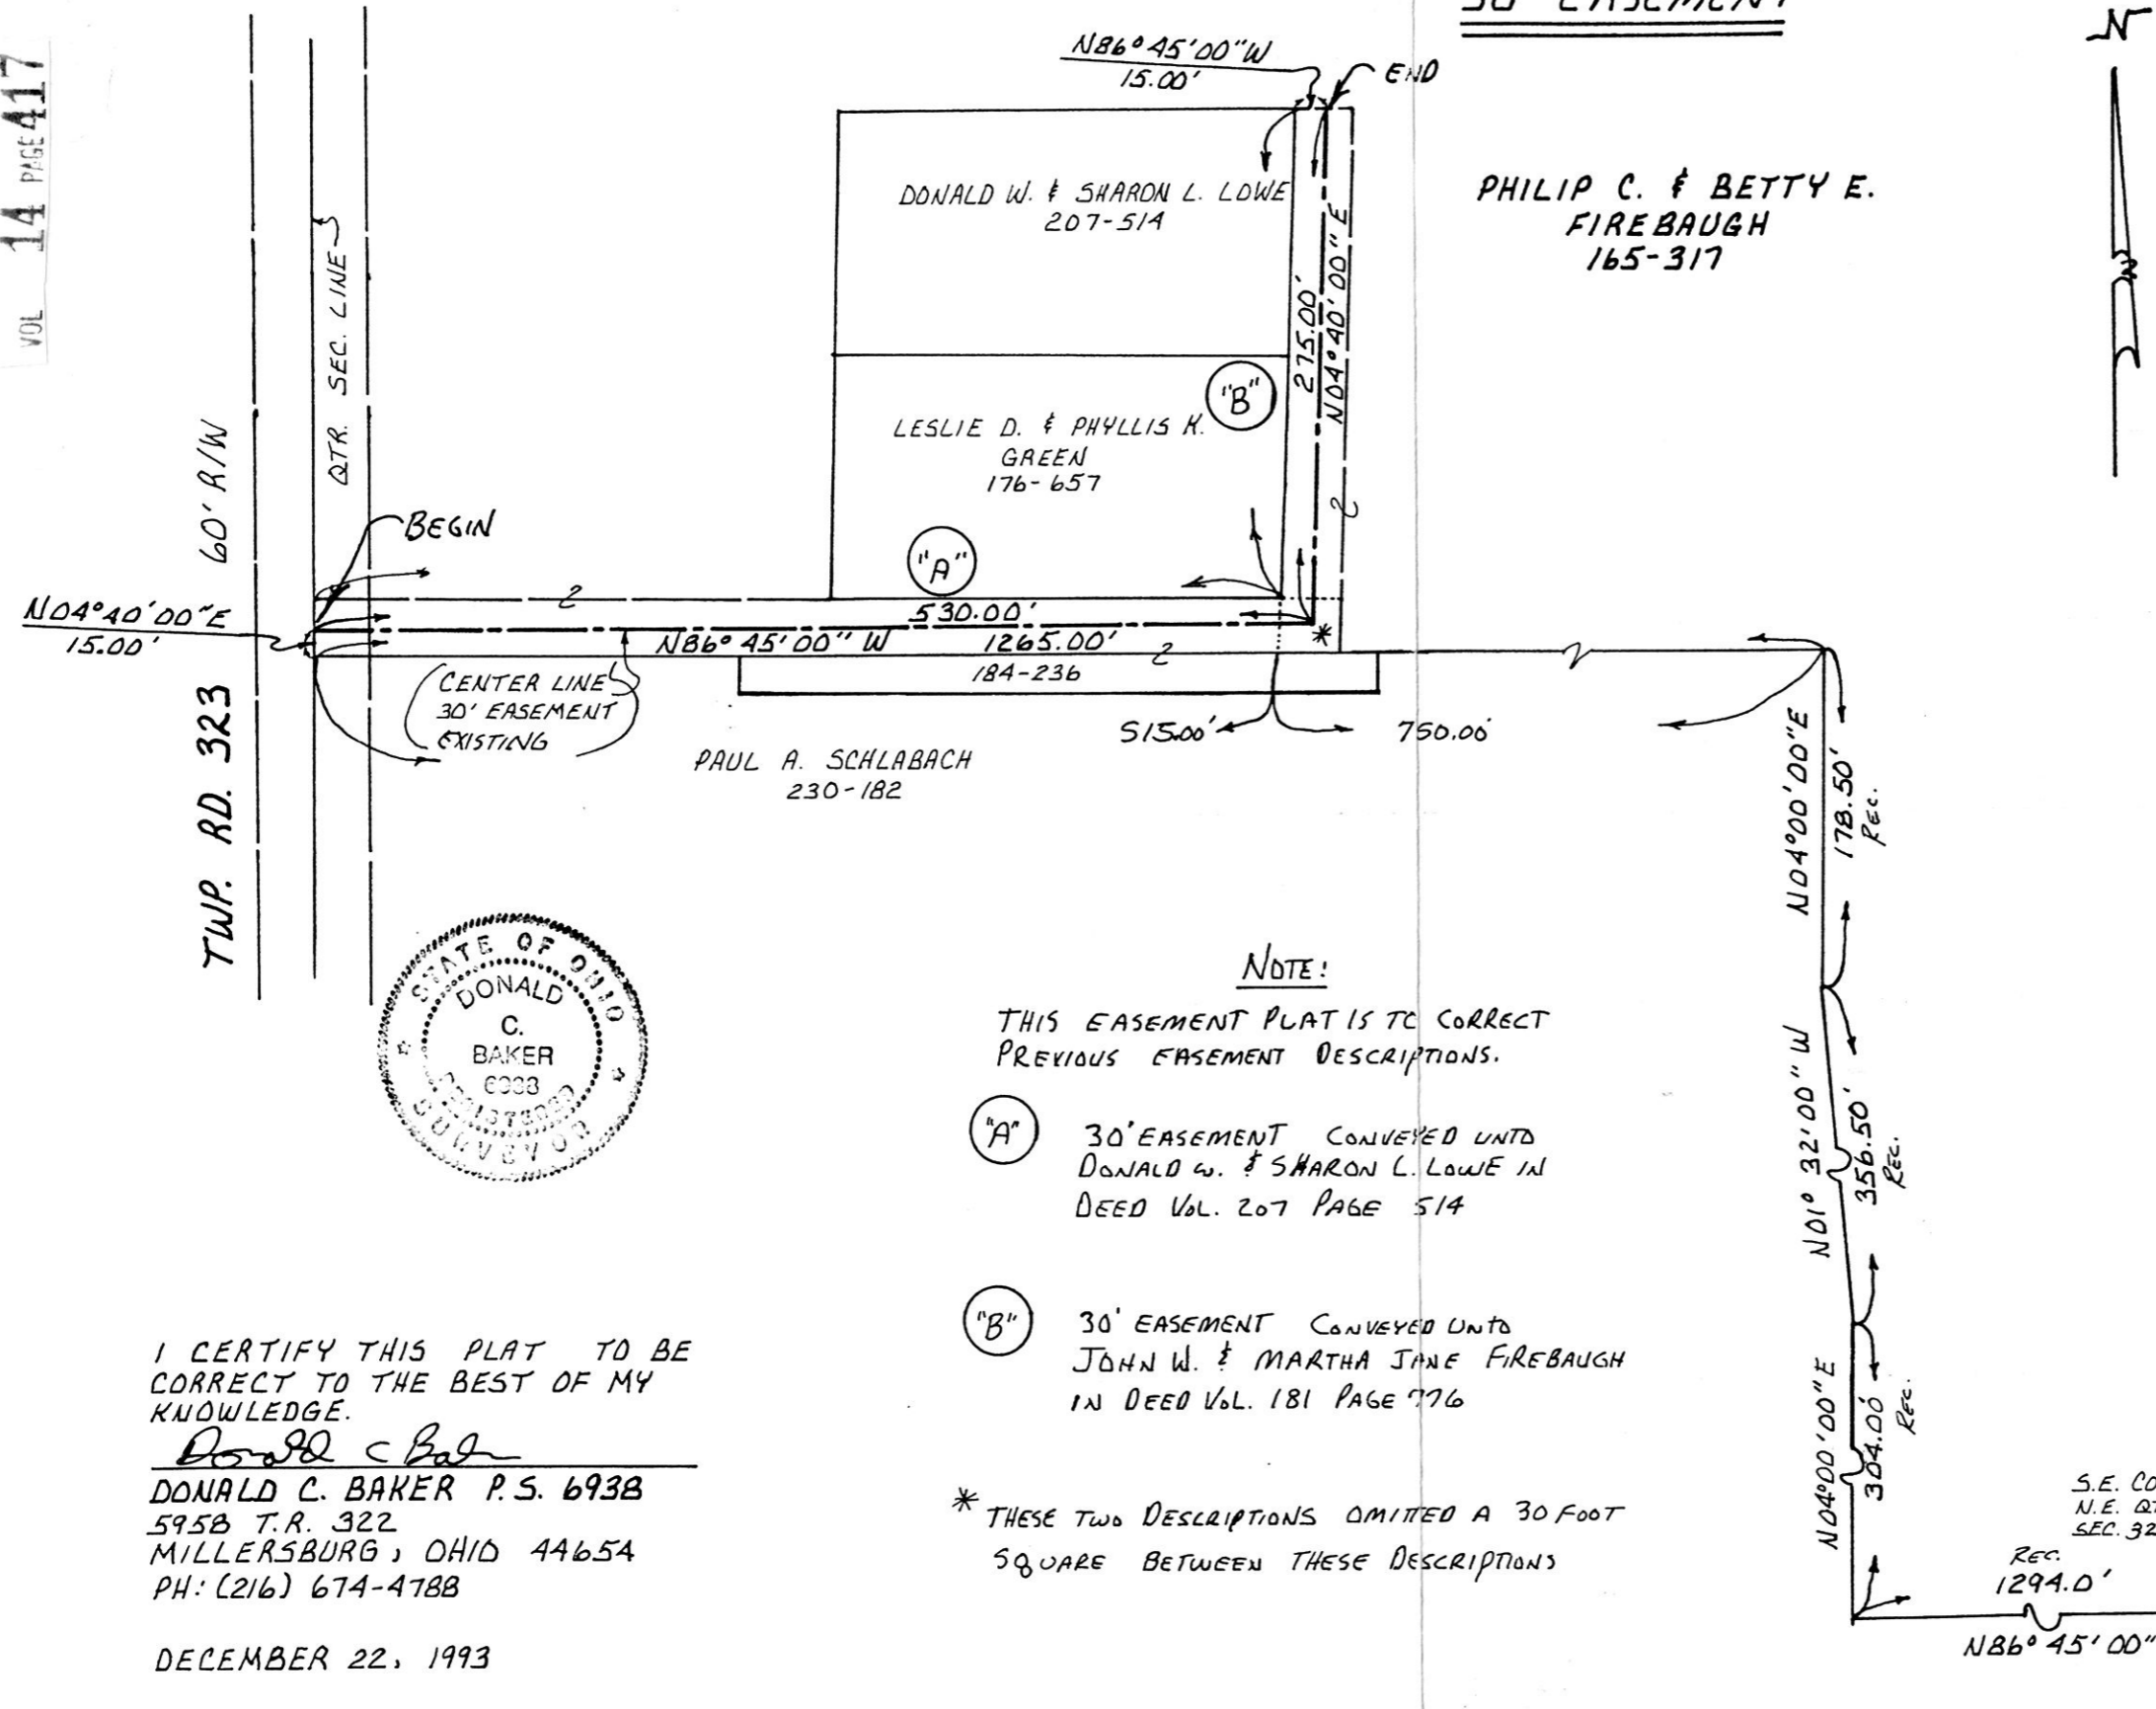 VOL 14 PAGE 417
30' EASEMENT
N
N86°45'00"W
15.00'
END
DONALD W. & SHARON L. LOWE
207-514
PHILIP C. & BETTY E.
FIREBAUGH
165-317
QTR. SEC. LINE
60' R/W
TWP. RD. 323
275.00'
N04°40'00"E
"B"
LESLIE D. & PHYLLIS K.
GREEN
176-657
BEGIN
"A"
N04°40'00"E
15.00'
530.00'
N86°45'00" W 1265.00'
*
184-236
CENTER LINE
30' EASEMENT
EXISTING
515.00' 750.00'
PAUL A. SCHLABACH
230-182
N04°00'00"E
178.50'
REC.
STATE OF OHIO
DONALD
C.
BAKER
REGISTERED
SURVEYOR
NOTE:
THIS EASEMENT PLAT IS TO CORRECT
PREVIOUS EASEMENT DESCRIPTIONS.
"A" 30' EASEMENT CONVEYED UNTO
DONALD W. & SHARON L. LOWE IN
DEED VOL. 207 PAGE 514
N01° 32'00" W
356.50'
REC.
"B" 30' EASEMENT CONVEYED UNTO
JOHN W. & MARTHA JANE FIREBAUGH
IN DEED VOL. 181 PAGE 776
N04°00'00"E
304.00'
REC.
I CERTIFY THIS PLAT TO BE
CORRECT TO THE BEST OF MY
KNOWLEDGE.
Donald C Baker
DONALD C. BAKER P.S. 6938
5958 T.R. 322
MILLERSBURG, OHIO 44654
PH: (216) 674-4788
DECEMBER 22, 1993
* THESE TWO DESCRIPTIONS OMITTED A 30 FOOT
SQUARE BETWEEN THESE DESCRIPTIONS
S.E. CO
N.E. QT
SEC. 32
REC.
1294.0'
N86°45'00"